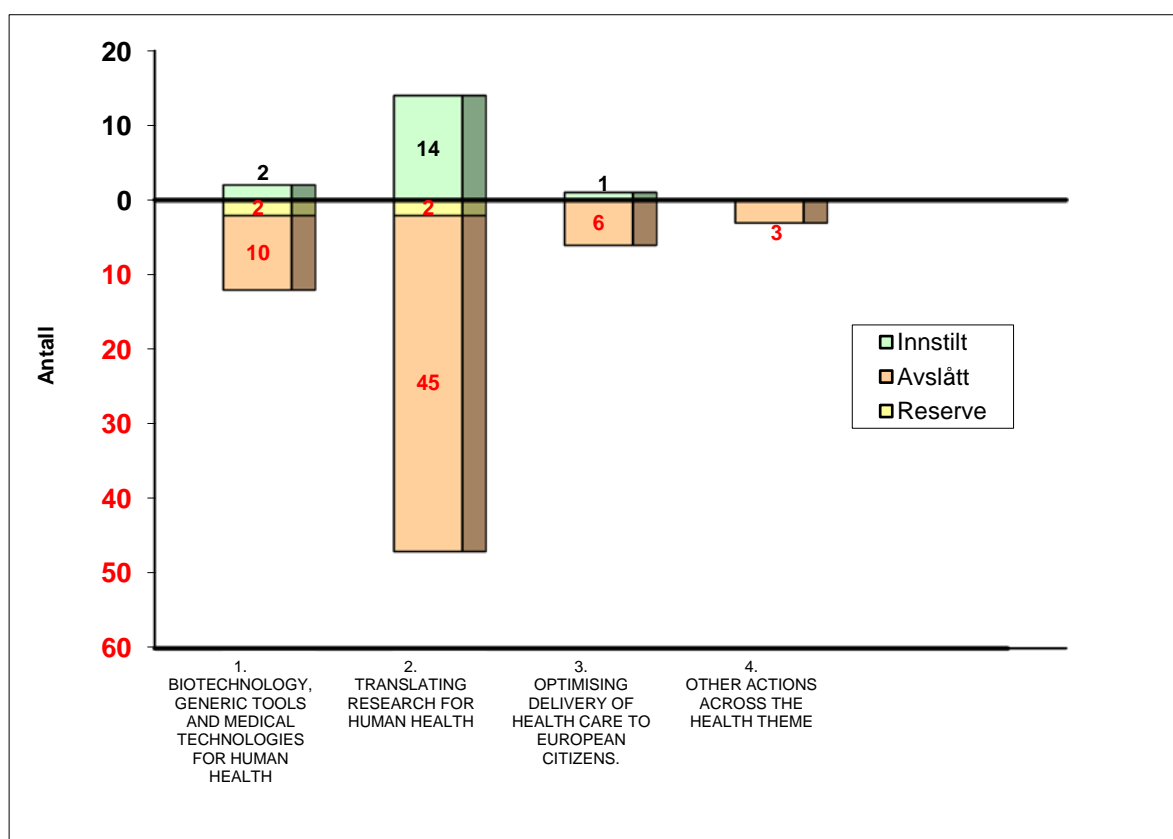 20
10
0
10
20
30
40
50
60
Antall
2
2
10
14
2
45
1
6
3
Innstilt
Avslått
Reserve
1.
BIOTECHNOLOGY,
GENERIC TOOLS
AND MEDICAL
TECHNOLOGIES
FOR HUMAN
HEALTH
2.
TRANSLATING
RESEARCH FOR
HUMAN HEALTH
3.
OPTIMISING
DELIVERY OF
HEALTH CARE TO
EUROPEAN
CITIZENS.
4.
OTHER ACTIONS
ACROSS THE
HEALTH THEME